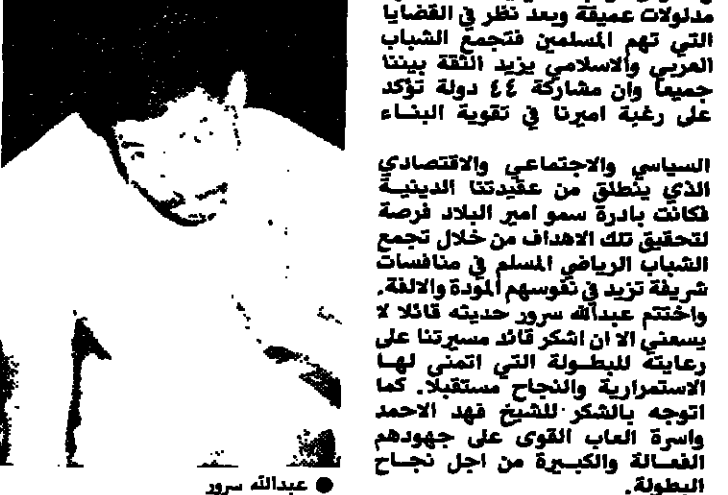 مدلولات عميقة وبعد نظر في القضايا
التي تهم المسلمين فتجمع الشباب
العربي والاسلامي يزيد الثقة بيننا
جميعا وان مشاركة ٤٤ دولة تؤكد
على رغبة اميرنا في تقوية البناء
السياسي والاجتماعي والاقتصادي
الذي ينطلق من عقيدتنا الدينية
فكانت بادرة سمو امير البلاد فرصة
لتحقيق تلك الاهداف من خلال تجمع
الشباب الرياضي المسلم في منافسات
شريفة تزيد في نفوسهم المودة والالفة.
واختتم عبدالله سرور حديثه قائلا لا
يسعني الا ان اشكر قائد مسيرتنا على
رعايته للبطولة التي اتمنى لها
الاستمرارية والنجاح مستقبلا. كما
اتوجه بالشكر للشيخ فهد الاحمد
واسرة العاب القوى على جهودهم
الفعالة والكبيرة من اجل نجاح
البطولة.
● عبدالله سرور